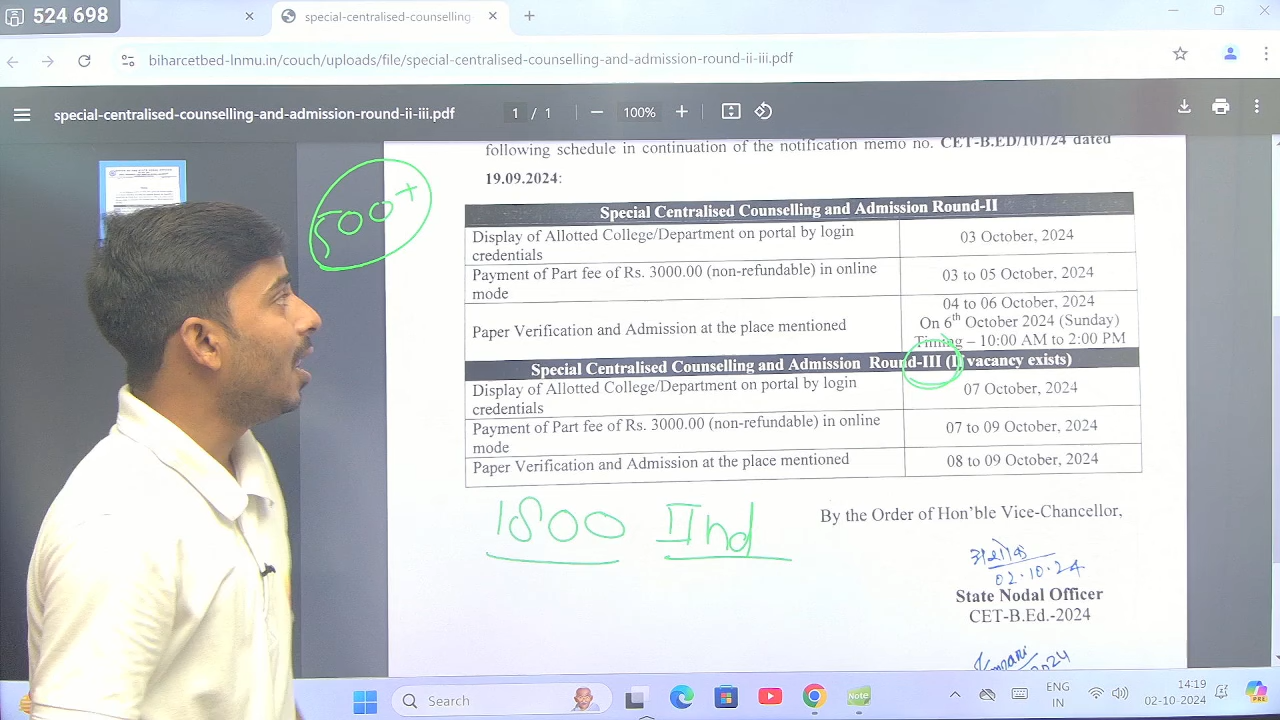 524 698
special-centralised-counselling
biharcetbed-lnmu.in/couch/uploads/file/special-centralised-counselling-and-admission-round-ii-iii.pdf
special-centralised-counselling-and-admission-round-ii-iii.pdf
1 / 1
100%
following schedule in continuation of the notification memo no. CET-B.ED/101/24 dated
19.09.2024:
500+
Special Centralised Counselling and Admission Round-II
Display of Allotted College/Department on portal by login credentials
03 October, 2024
Payment of Part fee of Rs. 3000.00 (non-refundable) in online mode
03 to 05 October, 2024
Paper Verification and Admission at the place mentioned
04 to 06 October, 2024
On 6th October 2024 (Sunday)
Timing – 10:00 AM to 2:00 PM
Special Centralised Counselling and Admission Round-III (If vacancy exists)
Display of Allotted College/Department on portal by login credentials
07 October, 2024
Payment of Part fee of Rs. 3000.00 (non-refundable) in online mode
07 to 09 October, 2024
Paper Verification and Admission at the place mentioned
08 to 09 October, 2024
1800 IInd
By the Order of Hon'ble Vice-Chancellor,
02.10.24
State Nodal Officer
CET-B.Ed.-2024
Search
Note
ENG
IN
14:19
02-10-2024
PRE